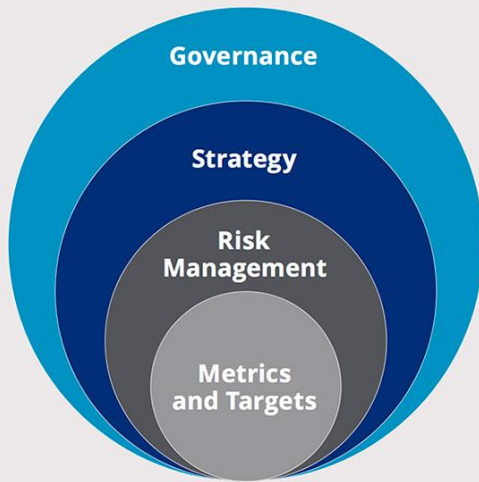 Governance
Strategy
Risk
Management
Metrics
and Targets